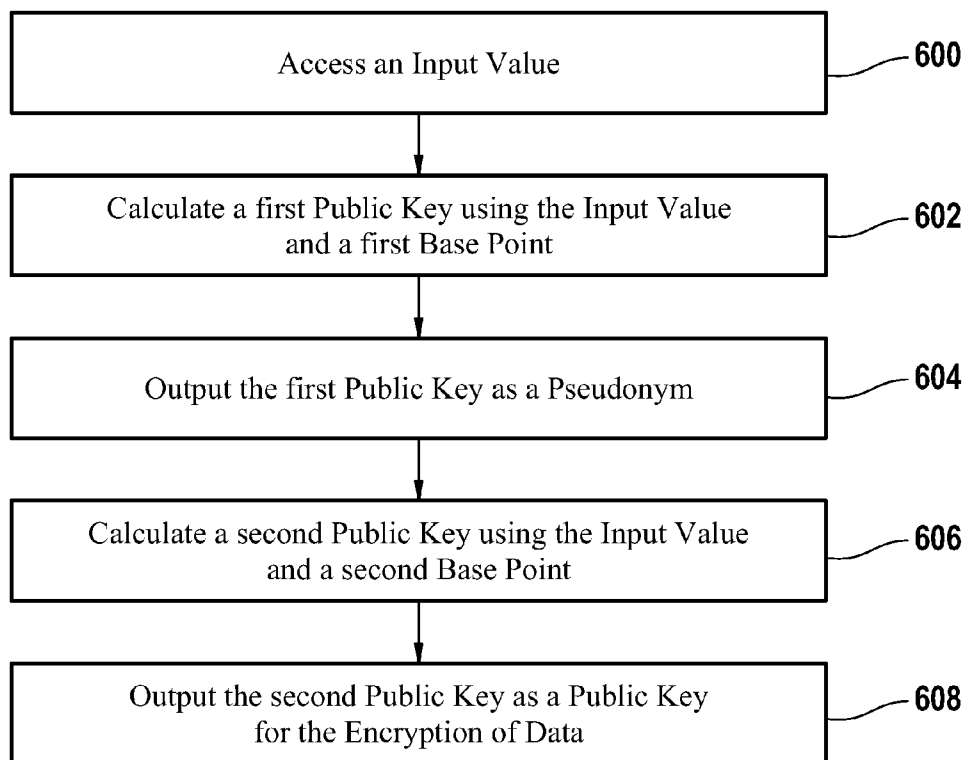 Access an Input Value
600
Calculate a first Public Key using the Input Value
and a first Base Point
602
Output the first Public Key as a Pseudonym
604
Calculate a second Public Key using the Input Value
and a second Base Point
606
Output the second Public Key as a Public Key
for the Encryption of Data
608